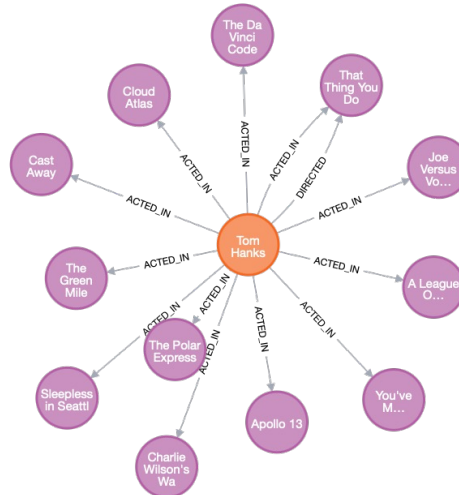 The Da
Vinci
Code
That
Thing You
Do
Cloud
Atlas
Joe Versus
Vo...
Cast
Away
ACTED_IN
ACTED_IN
ACTED_IN
DIRECTED
ACTED_IN
ACTED_IN
Tom
Hanks
The
Green
Mile
ACTED_IN
ACTED_IN
A League
O...
ACTED_IN
ACTED_IN
The Polar
Express
ACTED_IN
ACTED_IN
ACTED_IN
Sleepless
in Seattl
You've
M...
Apollo 13
Charlie
Wilson's
Wa